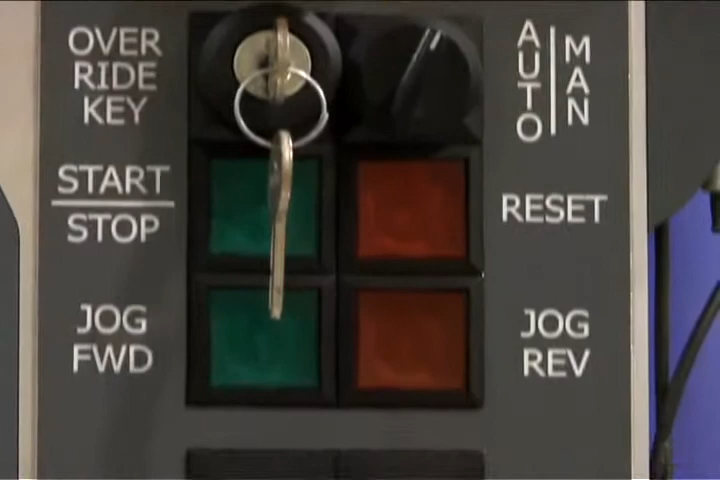 OVER
RIDE
KEY
AUTO
MAN
START
STOP
RESET
JOG
FWD
JOG
REV